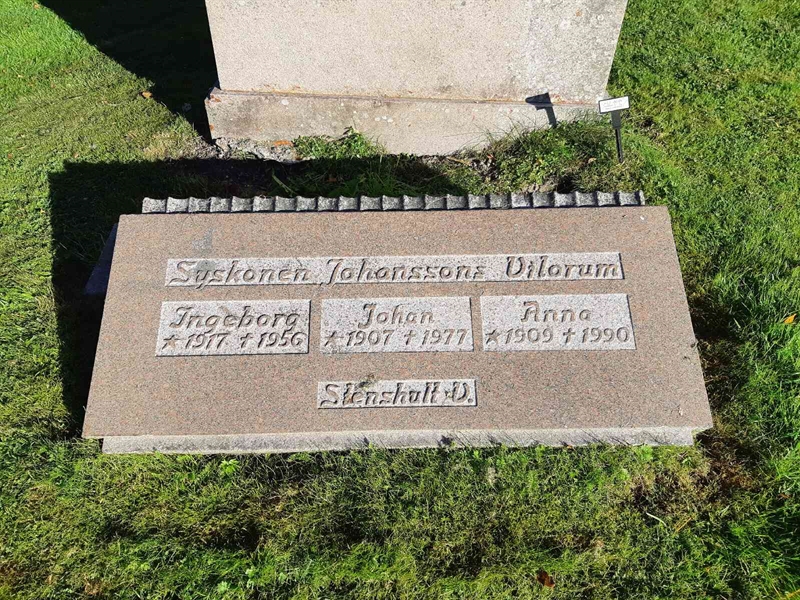 Syskonen Johanssons Vilorum
Ingeborg Johan Anna
★1917 ✝1956 ★1907 ✝1977 ★1909 ✝1990
Stenshult V.